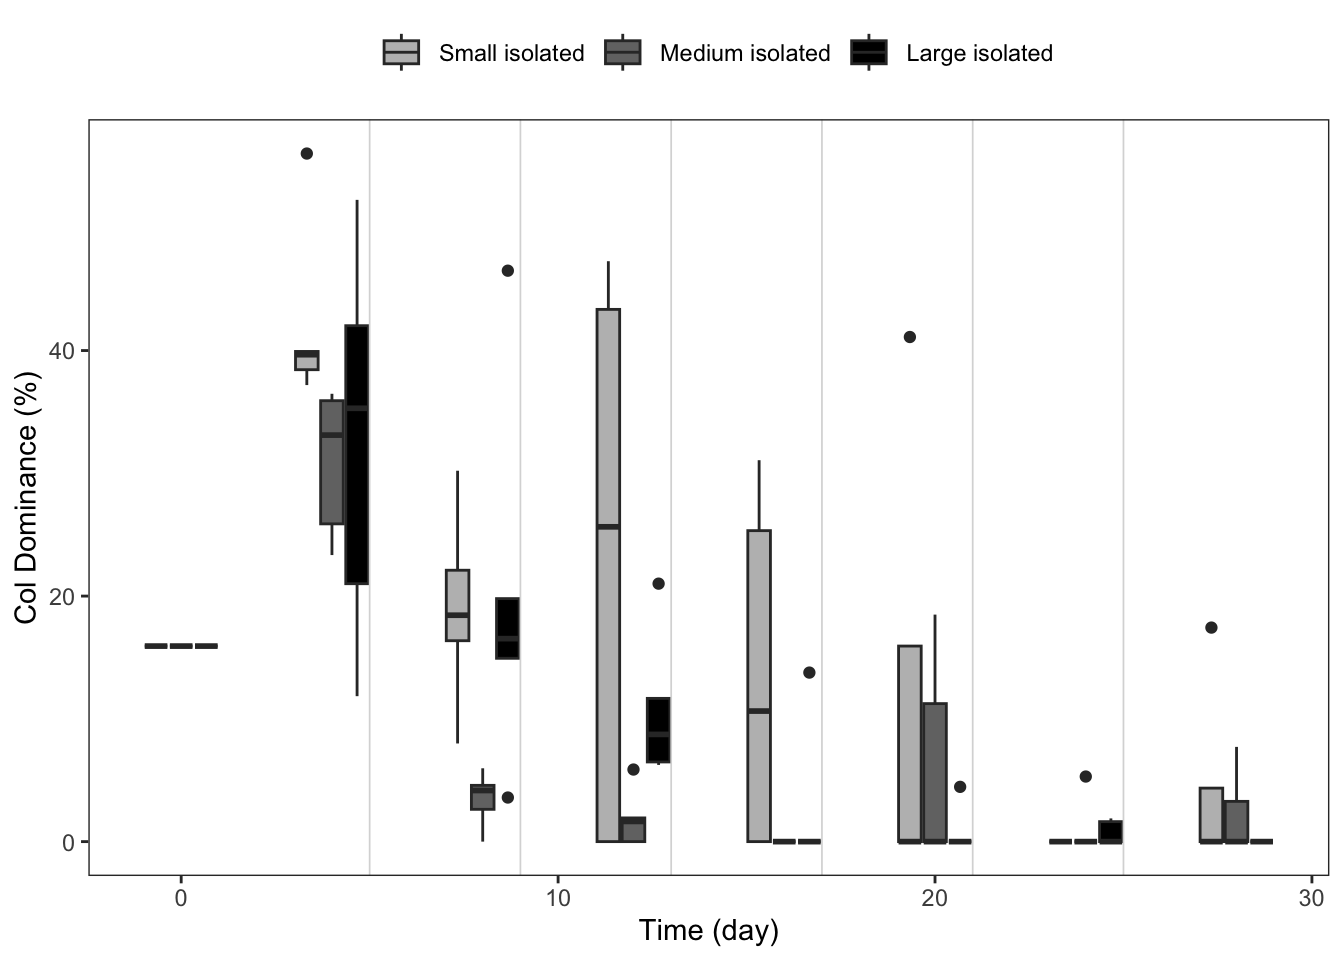 Small isolated Medium isolated Large isolated
Col Dominance (%)
40
20
0
0 10 20 30
Time (day)